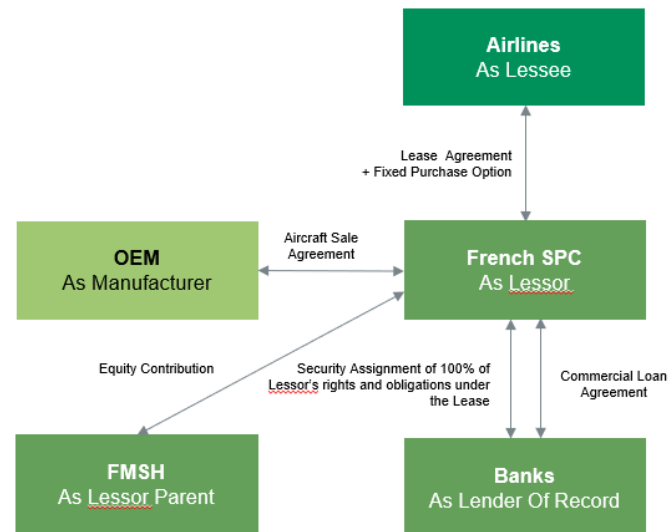 Airlines
As Lessee
Lease Agreement
+ Fixed Purchase Option
OEM
As Manufacturer
Aircraft Sale
Agreement
French SPC
As Lessor
Equity Contribution
Security Assignment of 100% of
Lessor's rights and obligations under
the Lease
Commercial Loan
Agreement
FMSH
As Lessor Parent
Banks
As Lender Of Record